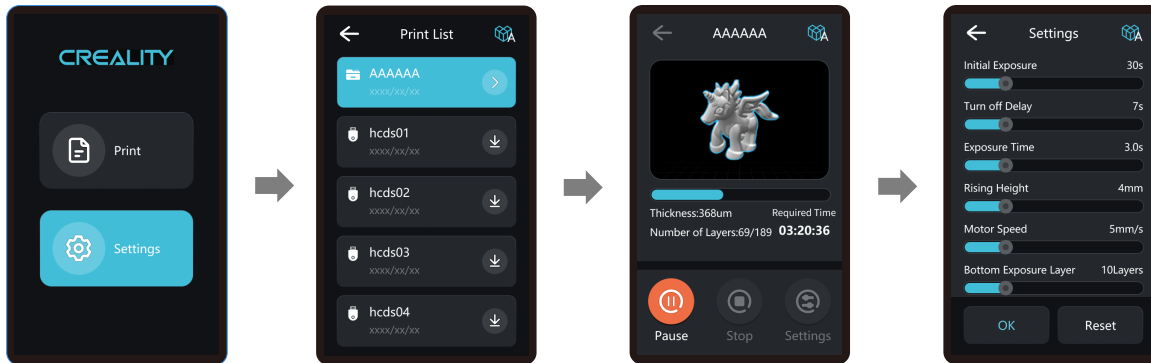 CREALITY
Print
Settings
Print List
A
AAAAAA
xxxx/xx/xx
hcds01
xxxx/xx/xx
hcds02
xxxx/xx/xx
hcds03
xxxx/xx/xx
hcds04
xxxx/xx/xx
AAAAAA
A
Thickness:368um Required Time
Number of Layers:69/189 03:20:36
Pause Stop Settings
Settings
A
Initial Exposure 30s
Turn off Delay 7s
Exposure Time 3.0s
Rising Height 4mm
Motor Speed 5mm/s
Bottom Exposure Layer 10Layers
OK Reset